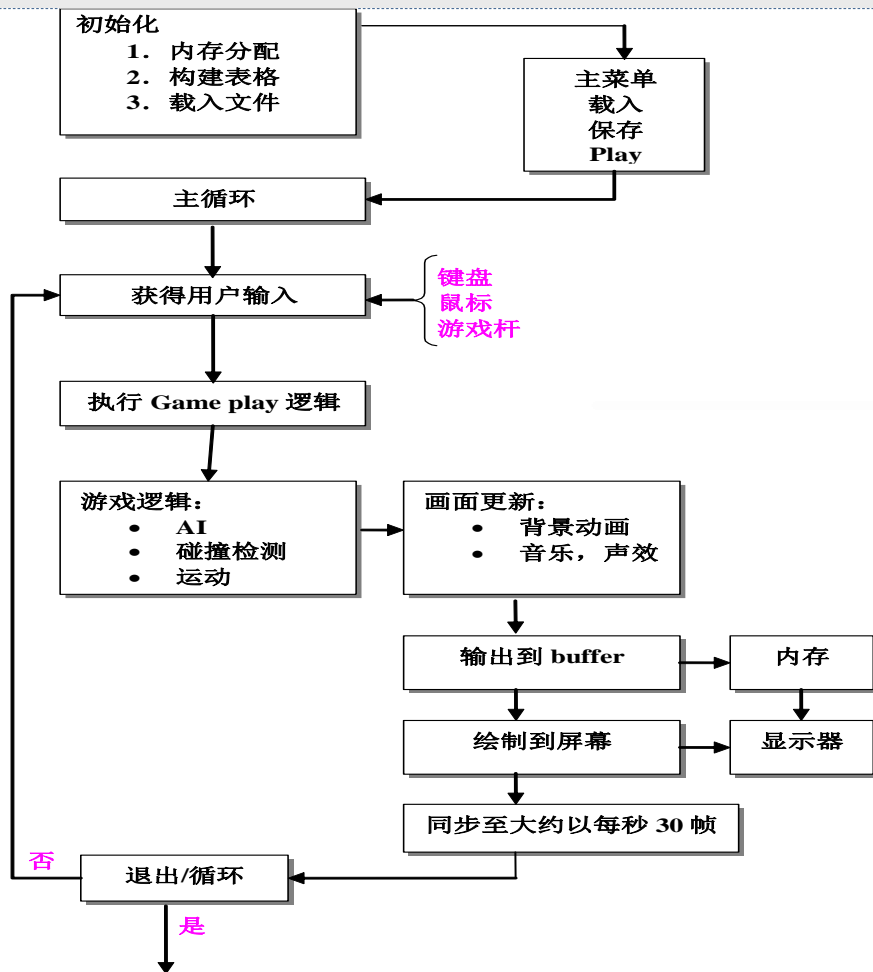 初始化
1. 内存分配
2. 构建表格
3. 载入文件
主菜单
载入
保存
Play
主循环
获得用户输入
键盘
鼠标
游戏杆
执行 Game play 逻辑
游戏逻辑：
• AI
• 碰撞检测
• 运动
画面更新：
• 背景动画
• 音乐，声效
输出到 buffer
内存
绘制到屏幕
显示器
同步至大约以每秒 30 帧
否
退出/循环
是